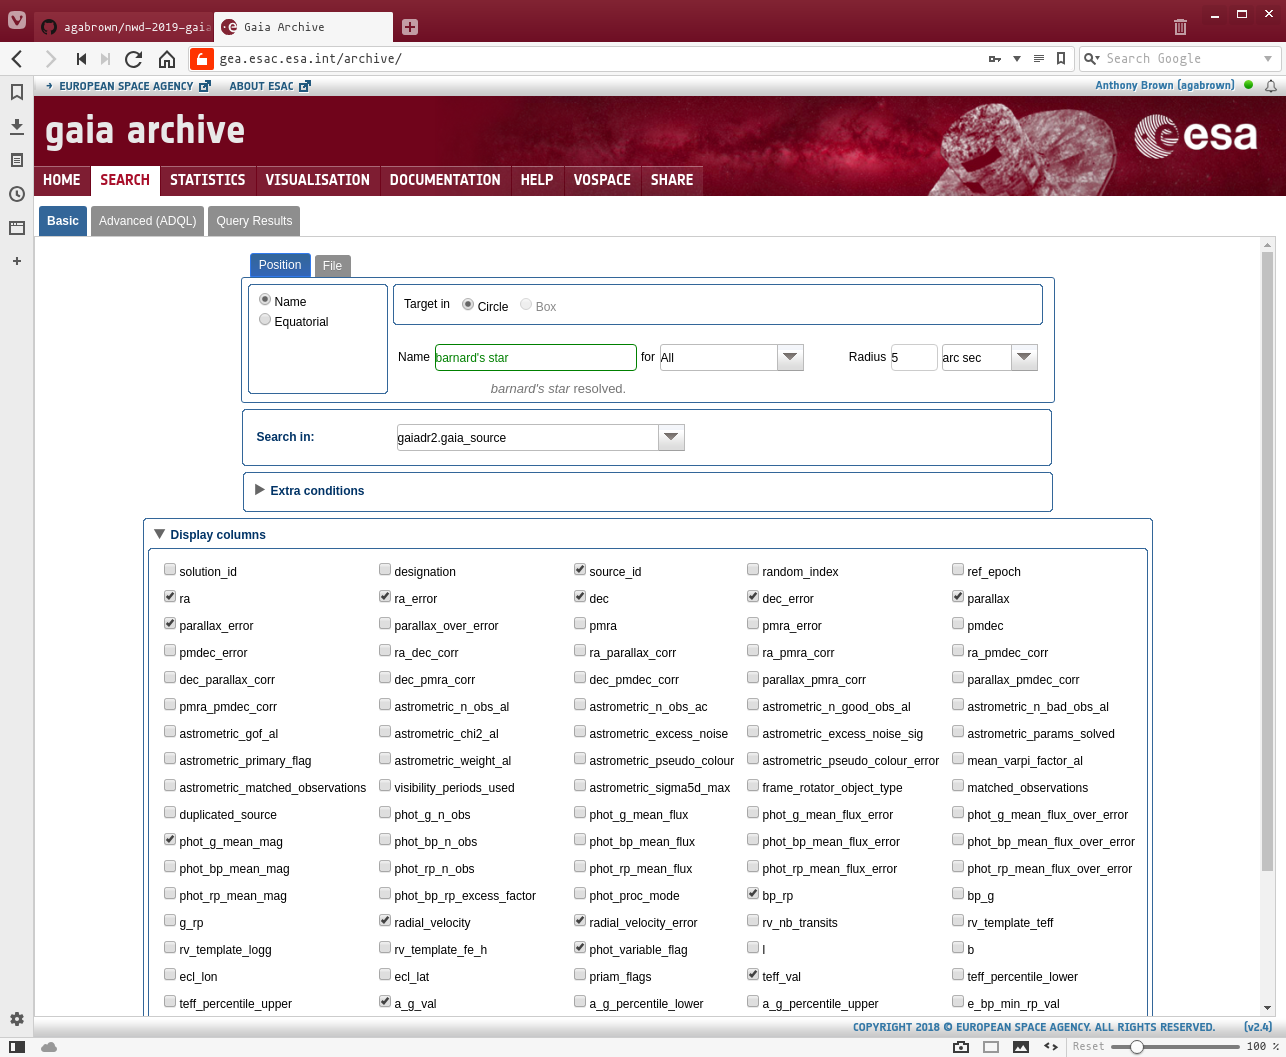 agabrown/nwd-2019-gaia
Gaia Archive
gea.esac.esa.int/archive/
Search Google
EUROPEAN SPACE AGENCY ABOUT ESAC
Anthony Brown (agabrown)
gaia archive
esa
HOME SEARCH STATISTICS VISUALISATION DOCUMENTATION HELP VOSPACE SHARE
Basic Advanced (ADQL) Query Results
Position File
Name
Equatorial
Target in Circle Box
Name barnard's star for All Radius 5 arc sec
barnard's star resolved.
Search in: gaiadr2.gaia_source
Extra conditions
Display columns
solution_id designation source_id random_index ref_epoch
ra ra_error dec dec_error parallax
parallax_error parallax_over_error pmra pmra_error pmdec
pmdec_error ra_dec_corr ra_parallax_corr ra_pmra_corr ra_pmdec_corr
dec_parallax_corr dec_pmra_corr dec_pmdec_corr parallax_pmra_corr parallax_pmdec_corr
pmra_pmdec_corr astrometric_n_obs_al astrometric_n_obs_ac astrometric_n_good_obs_al astrometric_n_bad_obs_al
astrometric_gof_al astrometric_chi2_al astrometric_excess_noise astrometric_excess_noise_sig astrometric_params_solved
astrometric_primary_flag astrometric_weight_al astrometric_pseudo_colour astrometric_pseudo_colour_error mean_varpi_factor_al
astrometric_matched_observations visibility_periods_used astrometric_sigma5d_max frame_rotator_object_type matched_observations
duplicated_source phot_g_n_obs phot_g_mean_flux phot_g_mean_flux_error phot_g_mean_flux_over_error
phot_g_mean_mag phot_bp_n_obs phot_bp_mean_flux phot_bp_mean_flux_error phot_bp_mean_flux_over_error
phot_bp_mean_mag phot_rp_n_obs phot_rp_mean_flux phot_rp_mean_flux_error phot_rp_mean_flux_over_error
phot_rp_mean_mag phot_bp_rp_excess_factor phot_proc_mode bp_rp bp_g
g_rp radial_velocity radial_velocity_error rv_nb_transits rv_template_teff
rv_template_logg rv_template_fe_h phot_variable_flag l b
ecl_lon ecl_lat priam_flags teff_val teff_percentile_lower
teff_percentile_upper a_g_val a_g_percentile_lower a_g_percentile_upper e_bp_min_rp_val
COPYRIGHT 2018 © EUROPEAN SPACE AGENCY. ALL RIGHTS RESERVED. (v2.4)
Reset 100 %